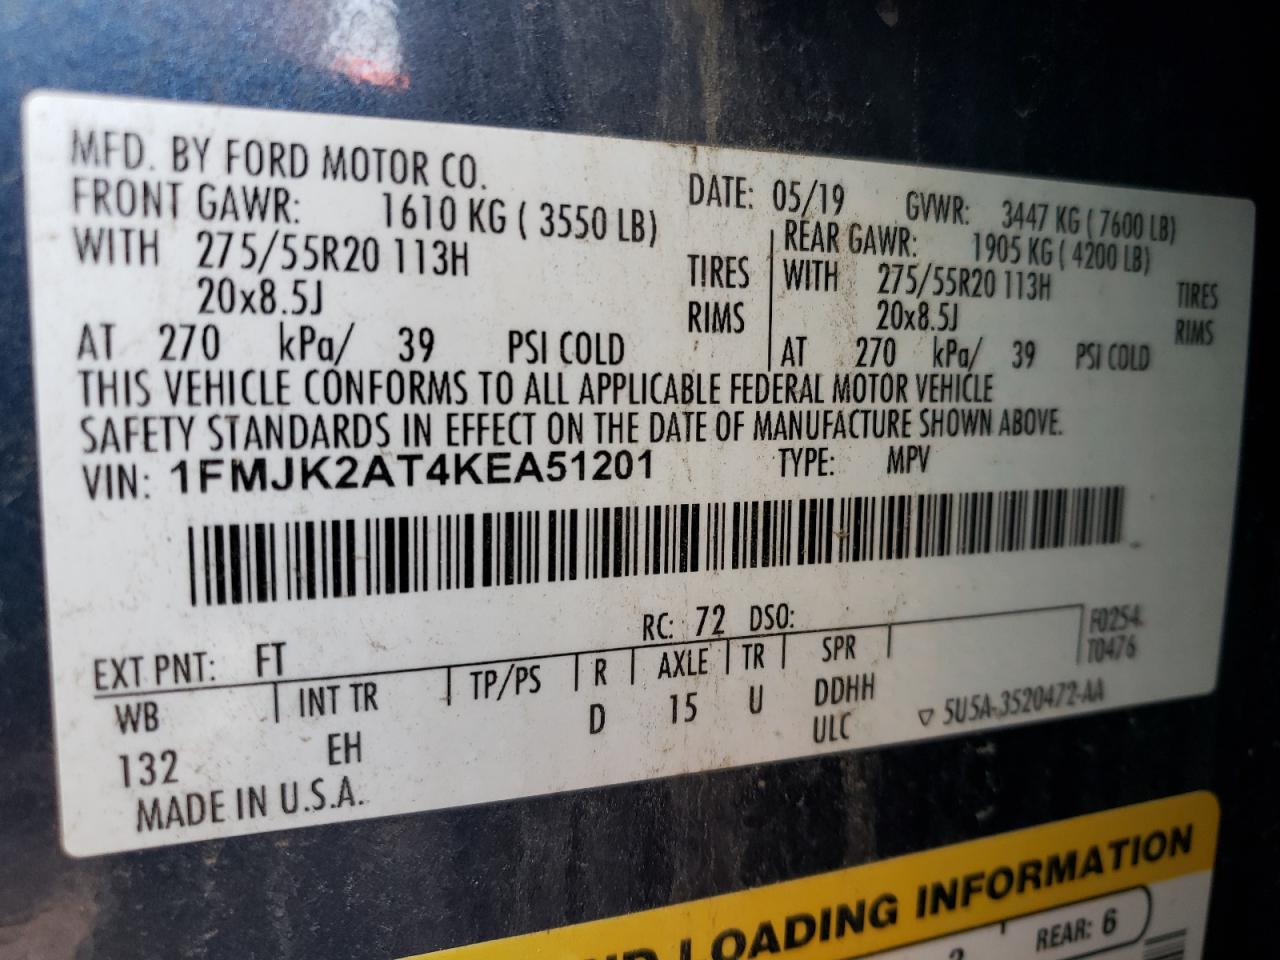 MFD. BY FORD MOTOR CO. DATE: 05/19 GVWR: 3447 KG ( 7600 LB)
FRONT GAWR: 1610 KG ( 3550 LB) REAR GAWR: 1905 KG ( 4200 LB)
WITH 275/55R20 113H TIRES WITH 275/55R20 113H TIRES
20x8.5J RIMS 20x8.5J RIMS
AT 270 kPa/ 39 PSI COLD AT 270 kPa/ 39 PSI COLD
THIS VEHICLE CONFORMS TO ALL APPLICABLE FEDERAL MOTOR VEHICLE
SAFETY STANDARDS IN EFFECT ON THE DATE OF MANUFACTURE SHOWN ABOVE.
VIN: 1FMJK2AT4KEA51201 TYPE: MPV
EXT PNT: FT RC: 72 DSO: F0254
T0476
WB INT TR TP/PS R AXLE TR SPR
132 EH D 15 U DDHH
ULC ▽ 5U5A-3520472-AA
MADE IN U.S.A.
LOADING INFORMATION
REAR: 6